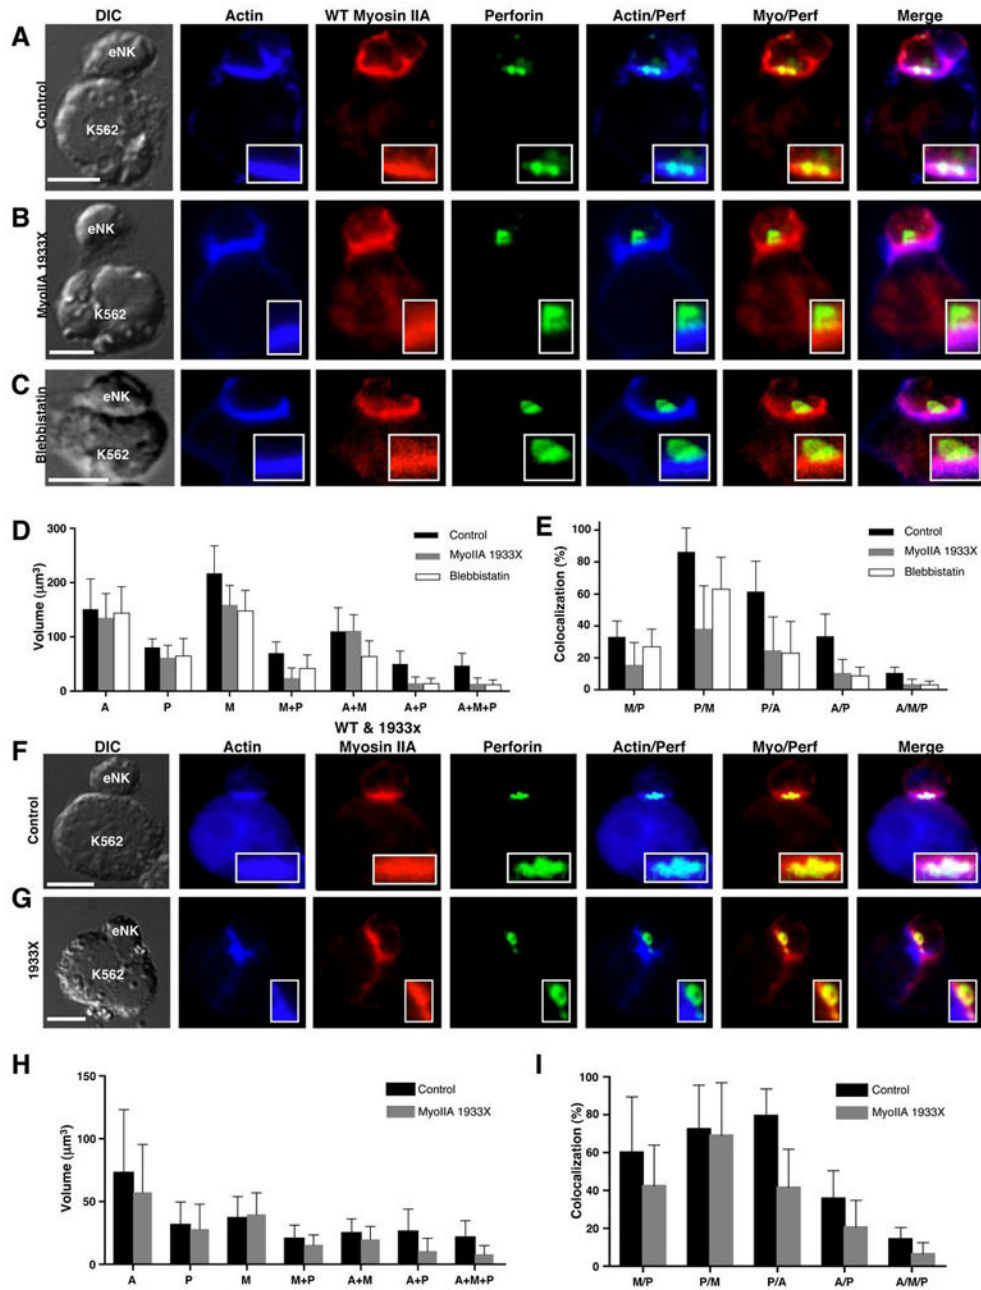 DIC Actin WT Myosin IIA Perforin Actin/Perf Myo/Perf Merge
A
Control
eNK
K562
B
MyoIIA 1933X
eNK
K562
C
Blebbistatin
eNK
K562
D
Volume (µm³)
300
200
100
0
Control
MyoIIA 1933X
Blebbistatin
A P M M+P A+M A+P A+M+P
E
Colocalization (%)
100
80
60
40
20
0
Control
MyoIIA 1933X
Blebbistatin
M/P P/M P/A A/P A/M/P
WT & 1933x
DIC Actin Myosin IIA Perforin Actin/Perf Myo/Perf Merge
F
Control
eNK
K562
G
1933X
eNK
K562
H
Volume (µm³)
150
100
50
0
Control
MyoIIA 1933X
A P M M+P A+M A+P A+M+P
I
Colocalization (%)
100
80
60
40
20
0
Control
MyoIIA 1933X
M/P P/M P/A A/P A/M/P